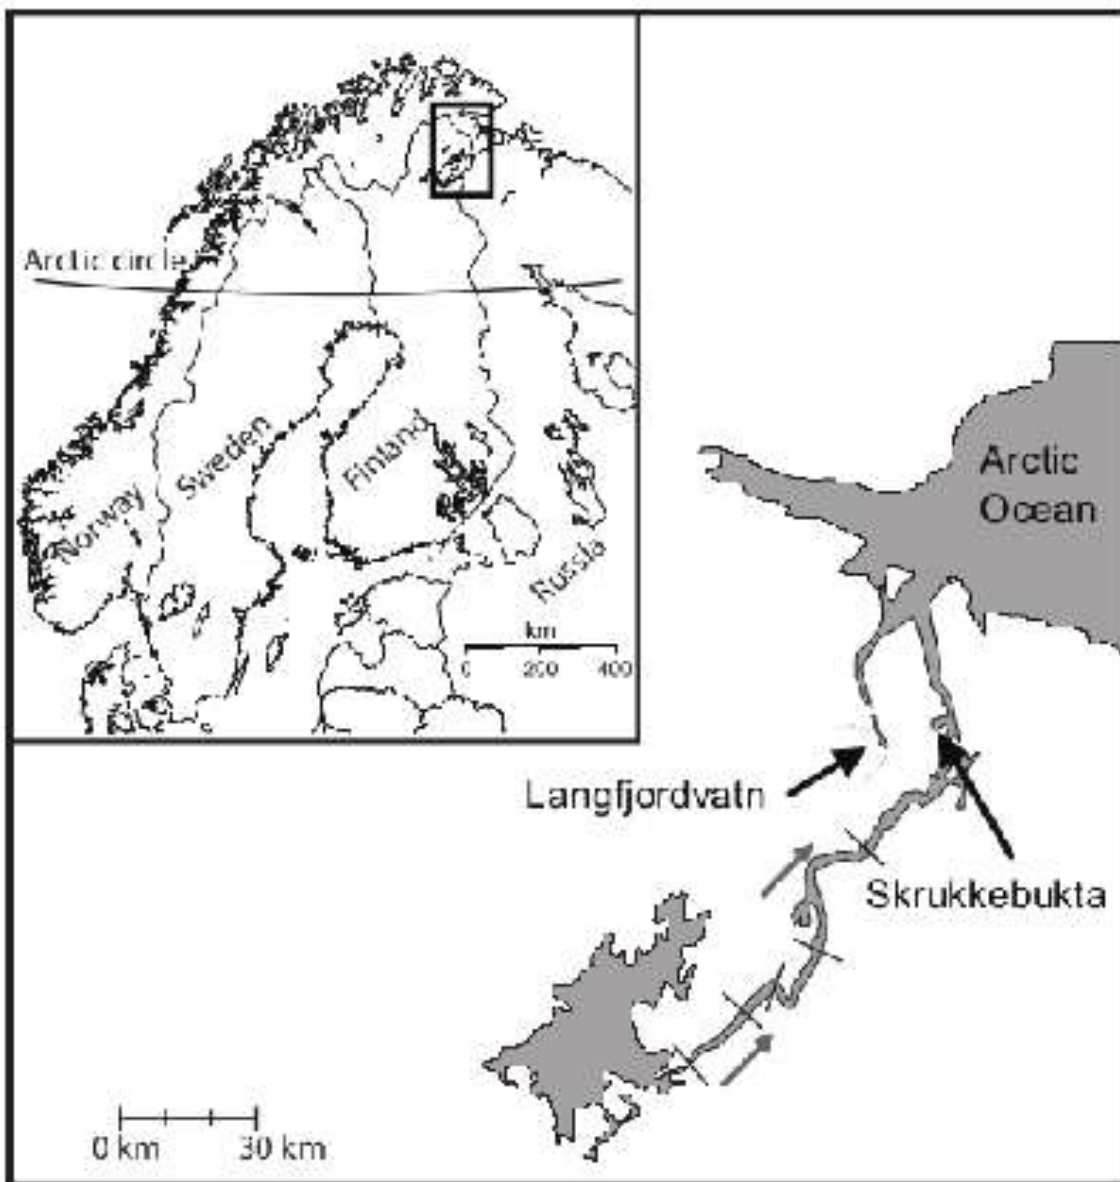 Arctic circle
Norway
Sweden
Finland
Russia
km
0 200 400
Arctic
Ocean
Langfjordvatn
Skrukkebukta
0 km 30 km